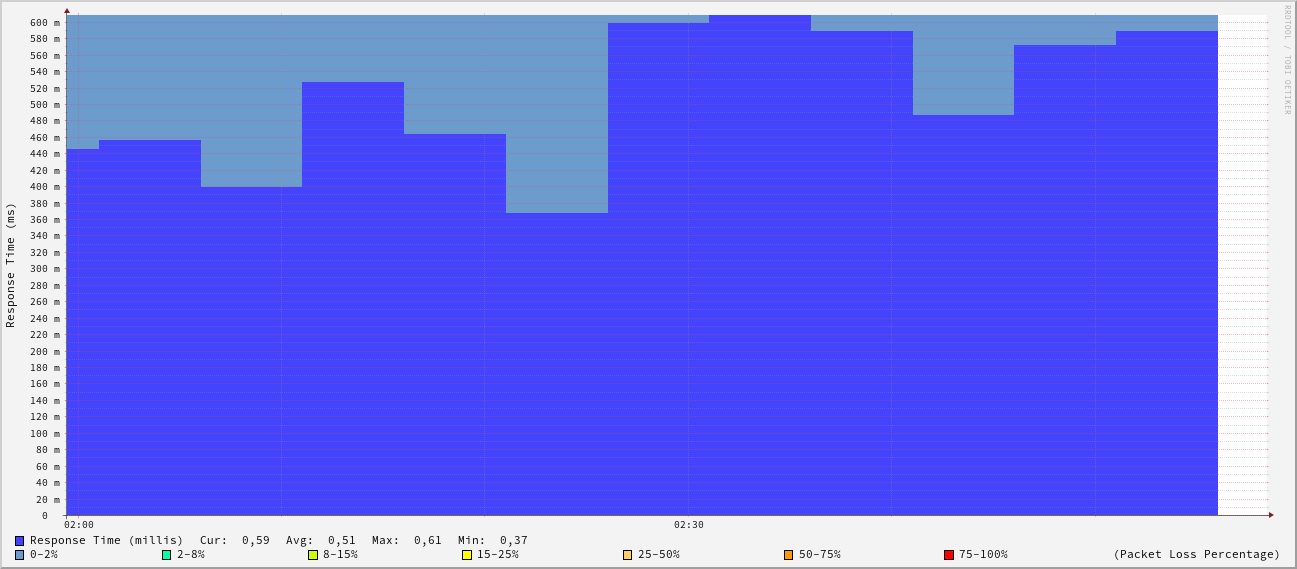 600 m
580 m
560 m
540 m
520 m
500 m
480 m
460 m
440 m
420 m
400 m
380 m
360 m
340 m
320 m
300 m
280 m
260 m
240 m
220 m
200 m
180 m
160 m
140 m
120 m
100 m
80 m
60 m
40 m
20 m
0
Response Time (ms)
RRDTOOL / TOBI OETIKER
02:00 02:30
Response Time (millis) Cur: 0,59 Avg: 0,51 Max: 0,61 Min: 0,37
0-2% 2-8% 8-15% 15-25% 25-50% 50-75% 75-100% (Packet Loss Percentage)